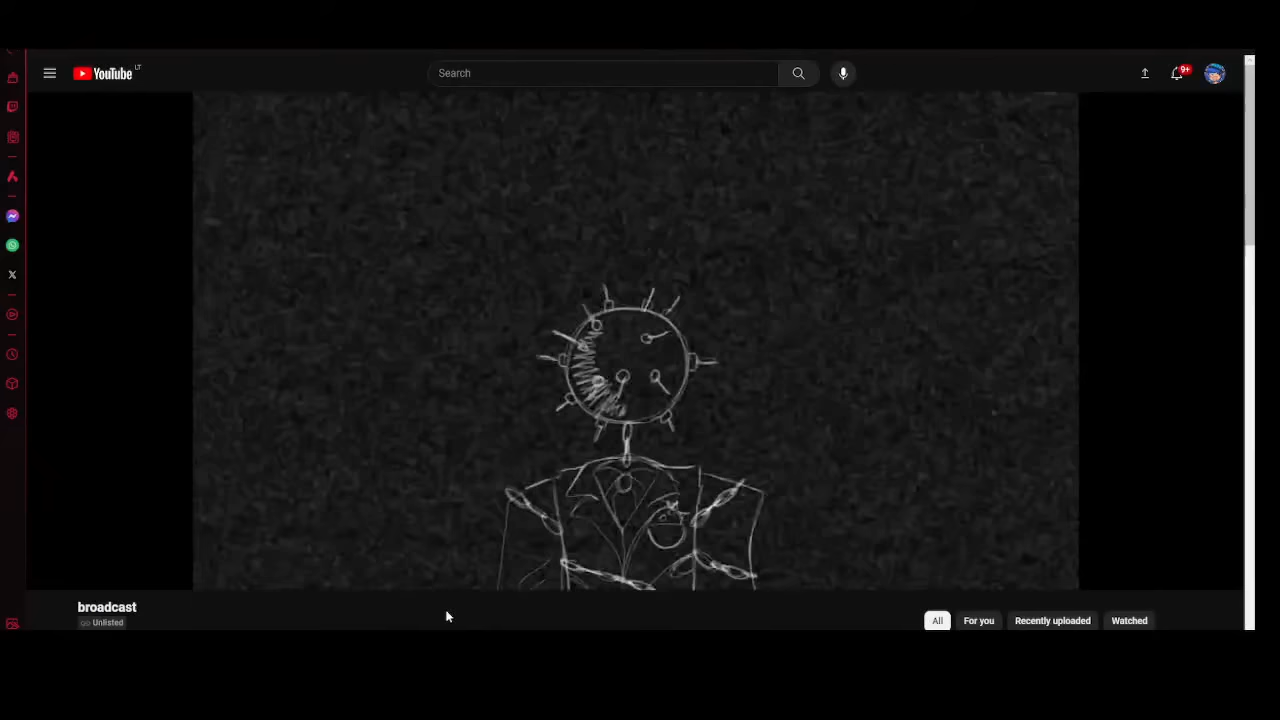 YouTube LT
Search
9+
broadcast
Unlisted
All
For you
Recently uploaded
Watched